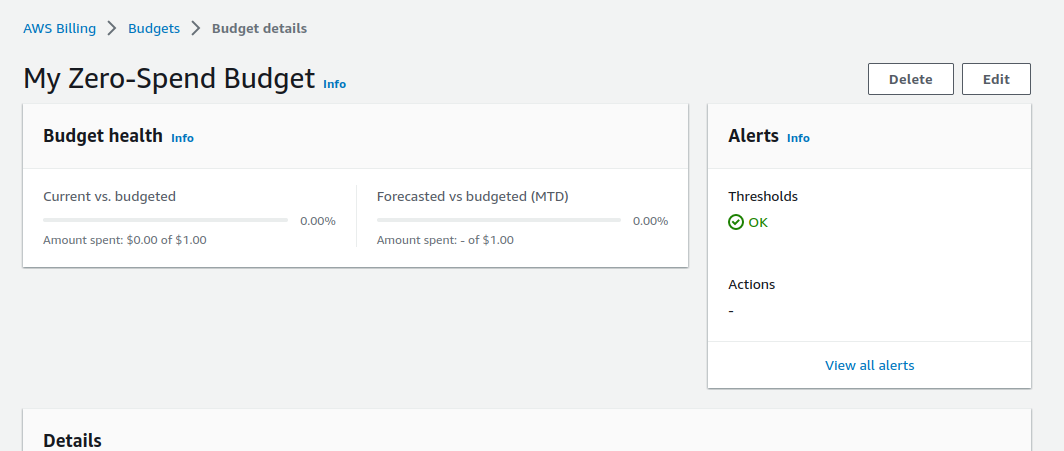 AWS Billing > Budgets > Budget details
My Zero-Spend Budget Info
Delete Edit
Budget health Info
Current vs. budgeted
0.00%
Amount spent: $0.00 of $1.00
Forecasted vs budgeted (MTD)
0.00%
Amount spent: - of $1.00
Alerts Info
Thresholds
OK
Actions
-
View all alerts
Details